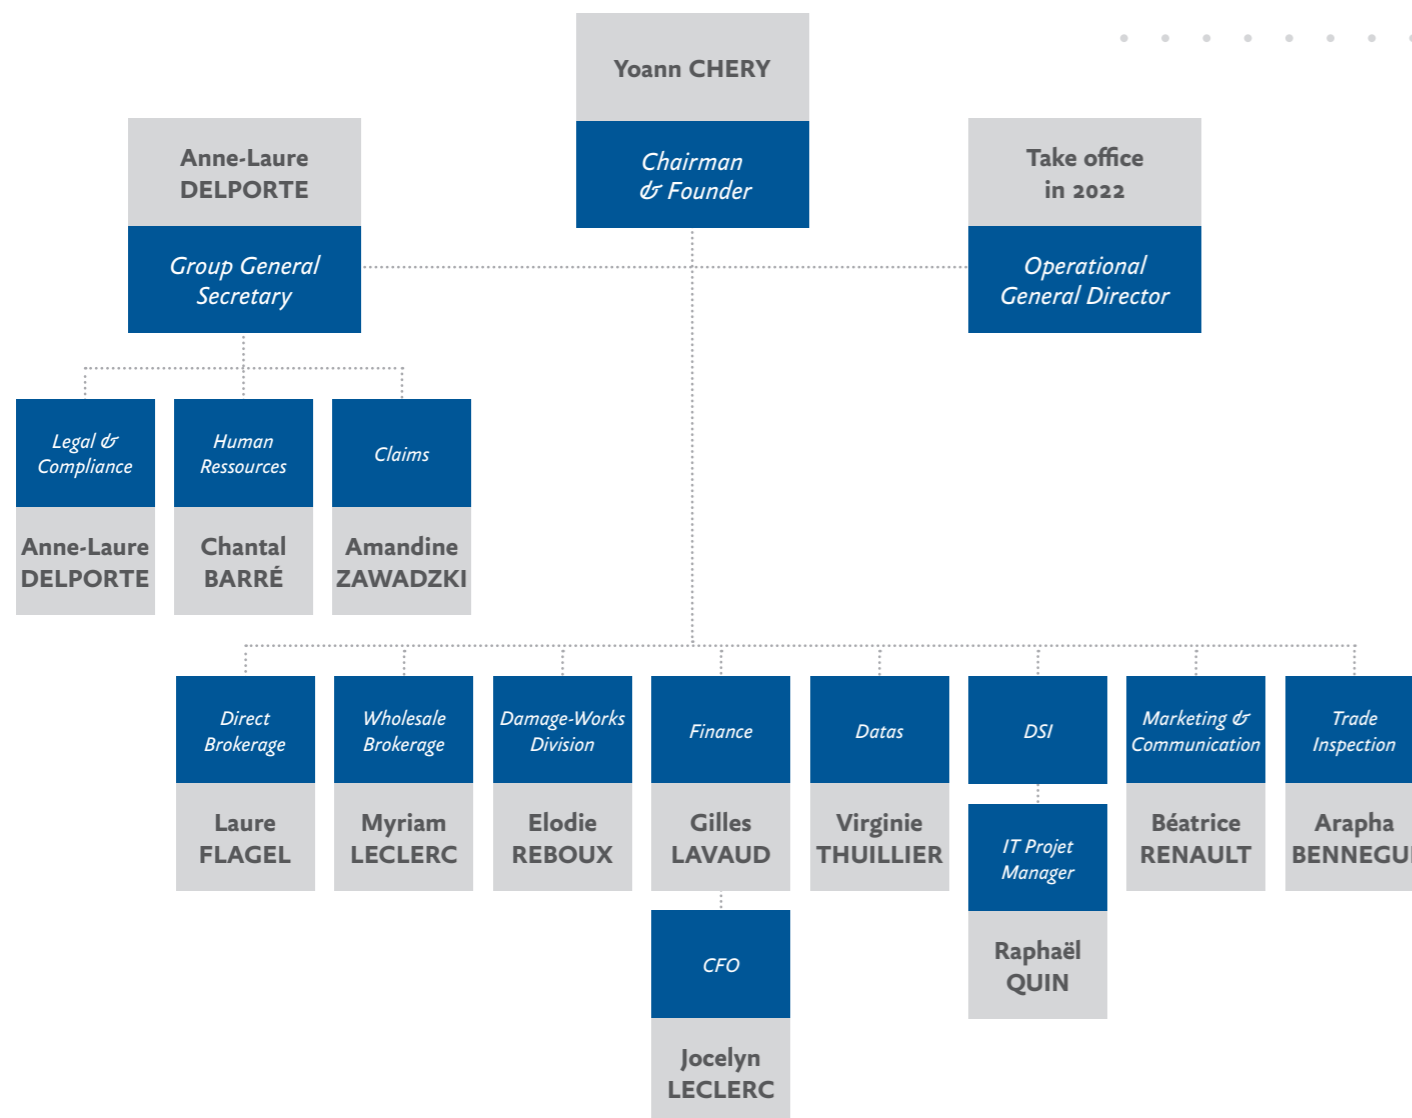 Yoann CHERY
Chairman
& Founder
Anne-Laure
DELPORTE
Group General
Secretary
Take office
in 2022
Operational
General Director
Legal &
Compliance
Anne-Laure
DELPORTE
Human
Ressources
Chantal
BARRÉ
Claims
Amandine
ZAWADZKI
Direct
Brokerage
Laure
FLAGEL
Wholesale
Brokerage
Myriam
LECLERC
Damage-Works
Division
Elodie
REBOUX
Finance
Gilles
LAVAUD
CFO
Jocelyn
LECLERC
Datas
Virginie
THUILLIER
DSI
IT Projet
Manager
Raphaël
QUIN
Marketing &
Communication
Béatrice
RENAULT
Trade
Inspection
Arapha